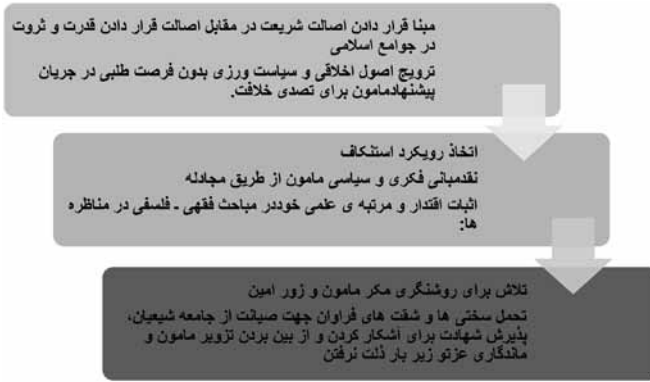 مبنا قرار دادن اصالت شریعت در مقابل اصالت قرار دادن قدرت و ثروت
در جوامع اسلامی
ترویج اصول اخلاقی و سیاست ورزی بدون فرصت طلبی در جریان
پیشنهادمامون برای تصدی خلافت.
اتخاذ رویکرد استنکاف
نقدمبانی فکری و سیاسی مامون از طریق مجادله
اثبات اقتدار و مرتبه ی علمی خوددر مباحث فقهی - فلسفی در مناظره
ها:
تلاش برای روشنگری مکر مامون و زور امین
تحمل سختی ها و شقت های فراوان جهت صیانت از جامعه شیعیان،
پذیرش شهادت برای آشکار کردن و از بین بردن تزویر مامون و
ماندگاری عزتو زیر بار ذلت نرفتن